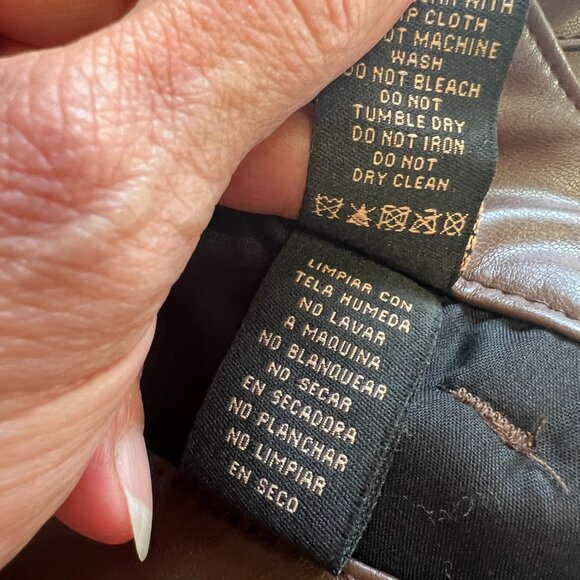 WITH
CLOTH
MACHINE
WASH
DO NOT BLEACH
DO NOT
TUMBLE DRY
DO NOT IRON
DO NOT
DRY CLEAN
LIMPIAR CON
TELA HUMEDA
NO LAVAR
A MAQUINA
NO BLANQUEAR
NO SECAR
EN SECADORA
NO PLANCHAR
NO LIMPIAR
EN SECO